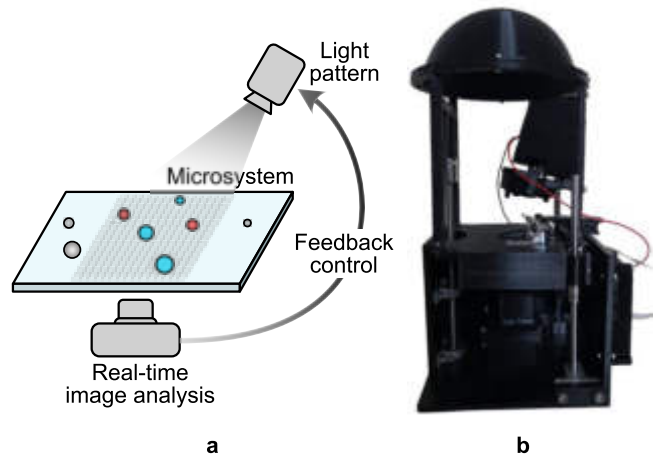 Light
pattern
Microsystem
Feedback
control
Real-time
image analysis
a
b